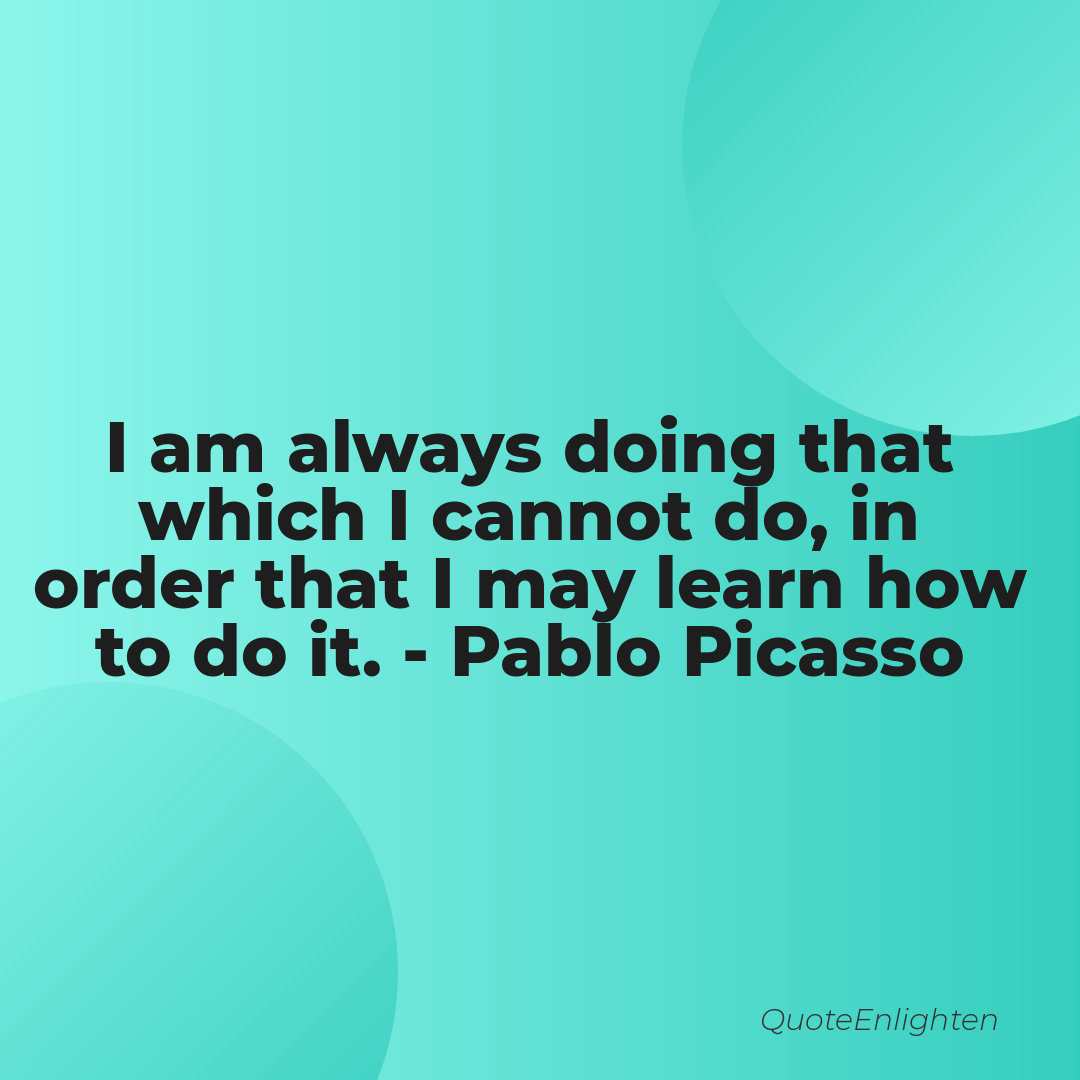 I am always doing that
which I cannot do, in
order that I may learn how
to do it. - Pablo Picasso
QuoteEnlighten